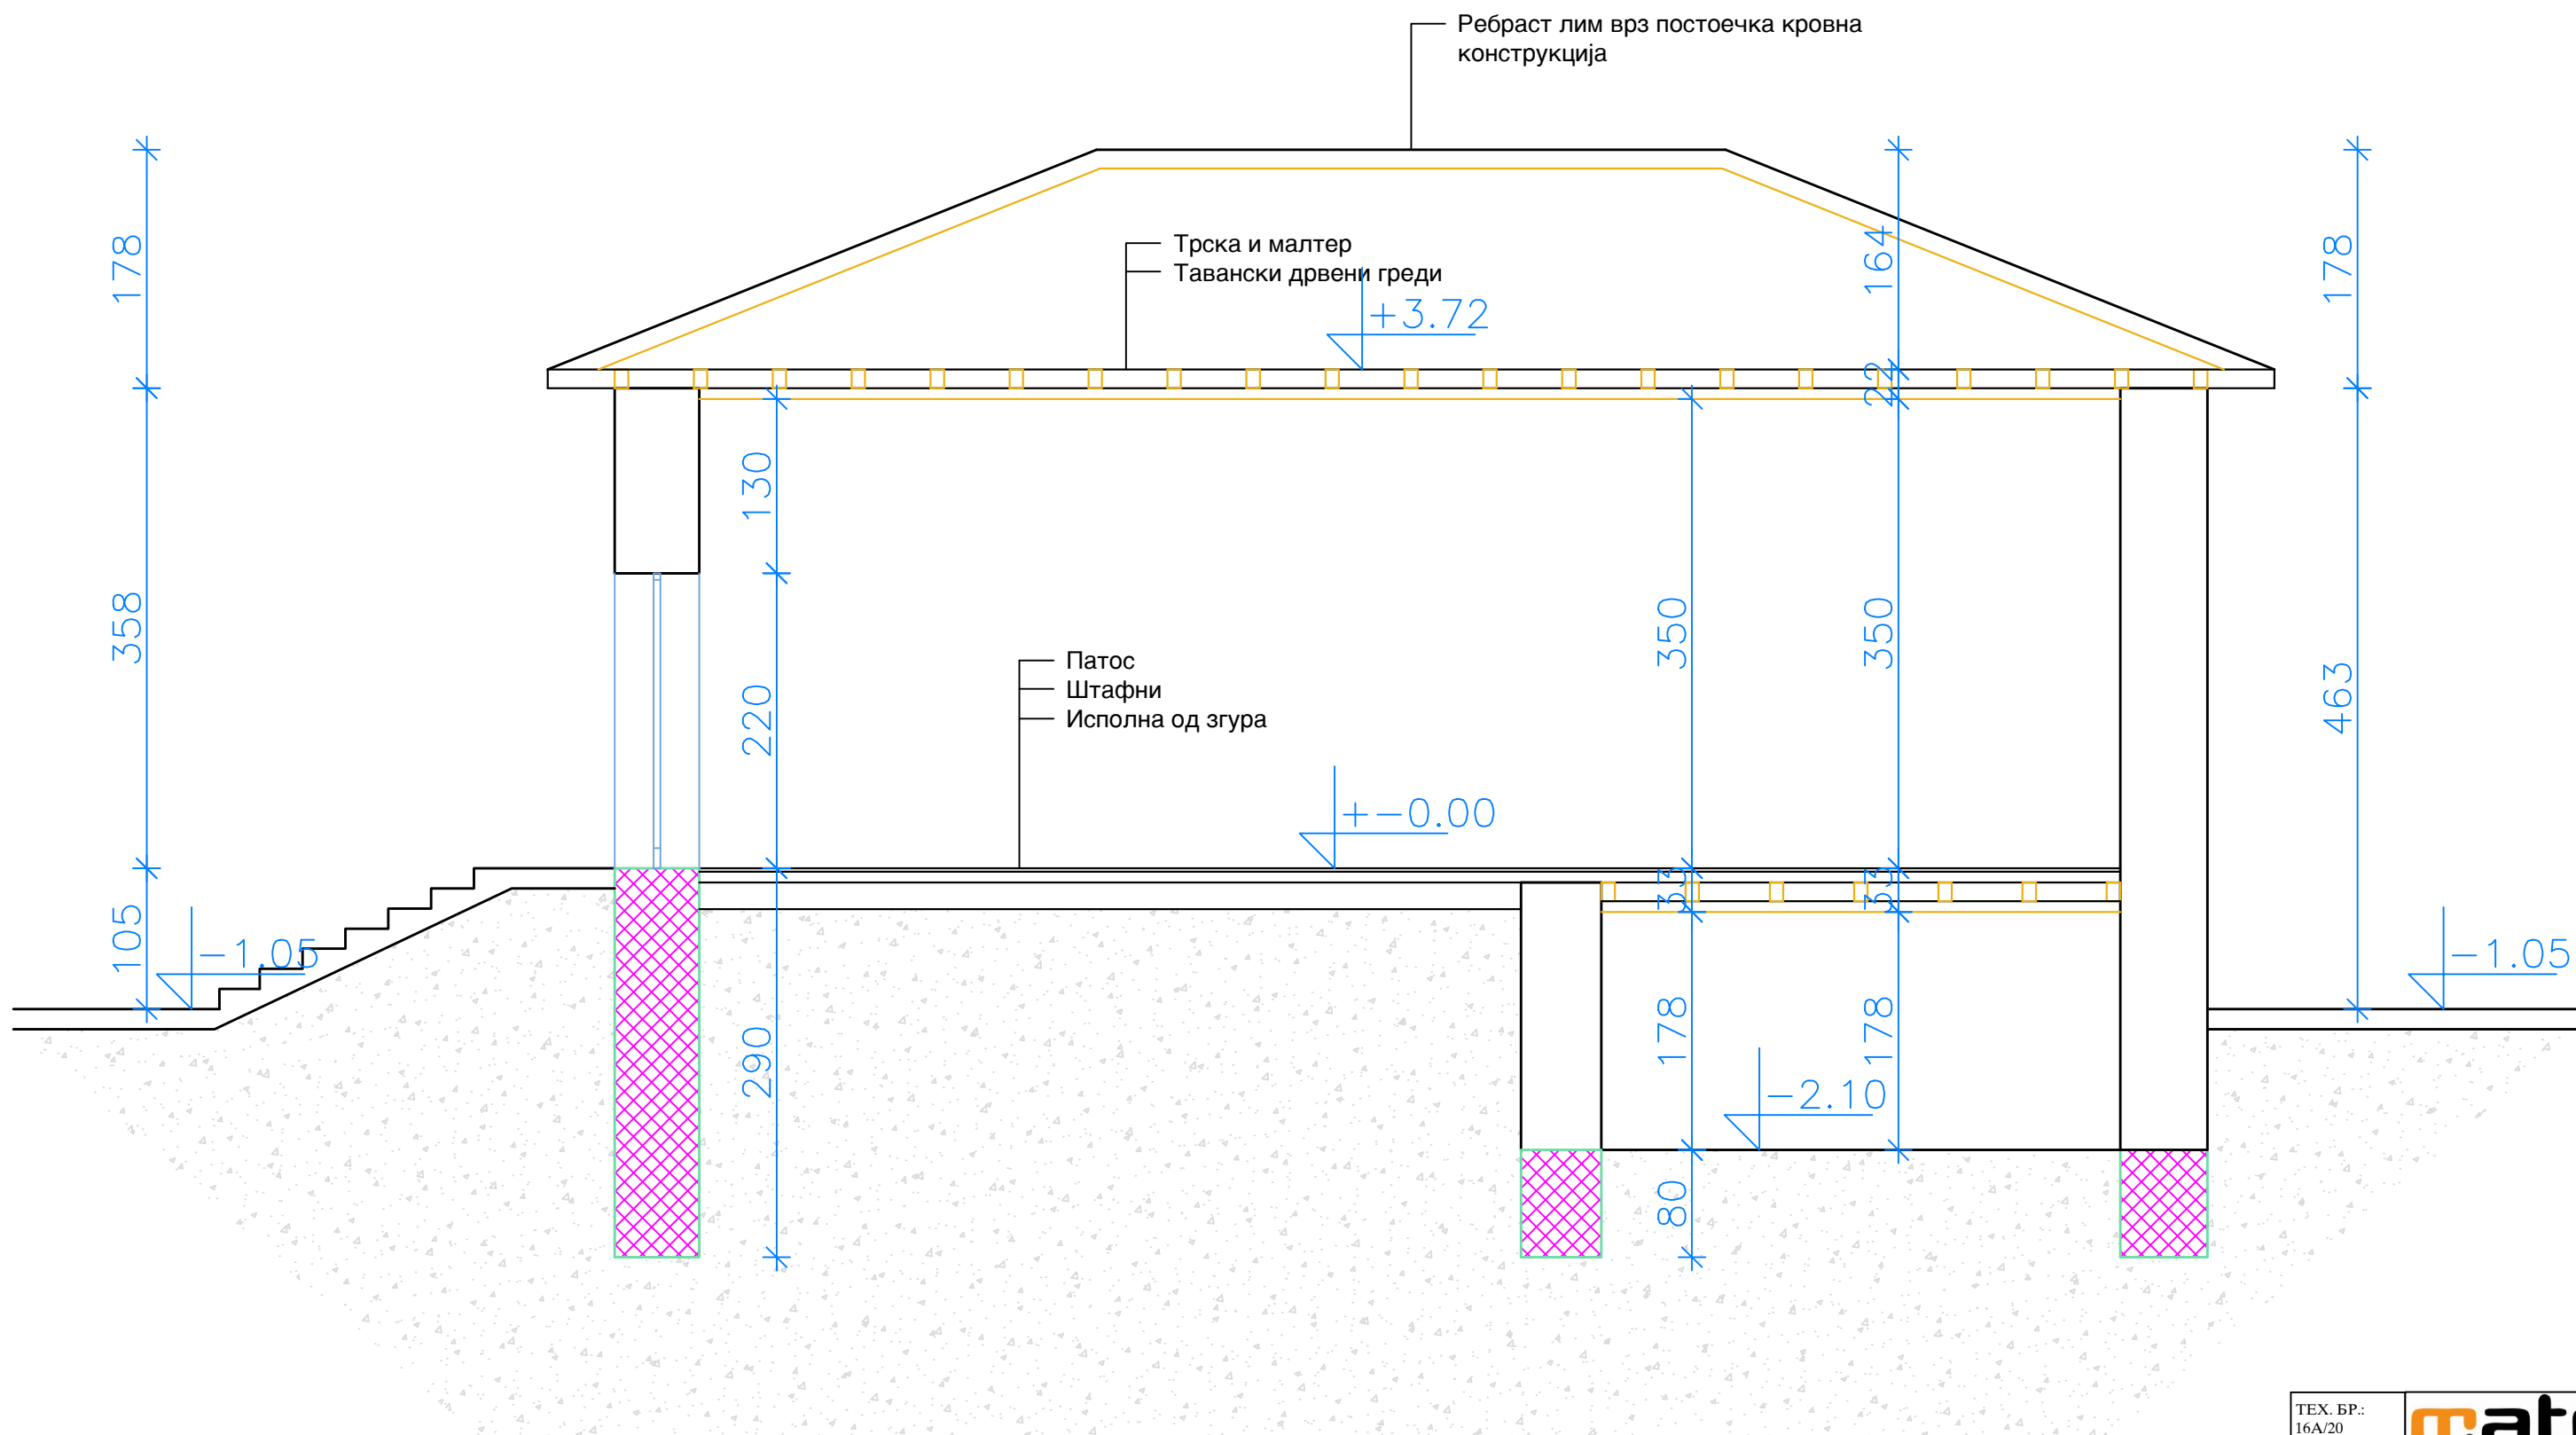 Ребраст лим врз постоечка кровна
конструкција
Трска и малтер
Тавански дрвени греди
+3.72
178
164
178
22
130
358
350
350
463
220
Патос
Штафни
Исполна од згура
+-0.00
33
33
105
-1.05
-1.05
290
178
178
-2.10
80
ТЕХ. БР.:
16А/20